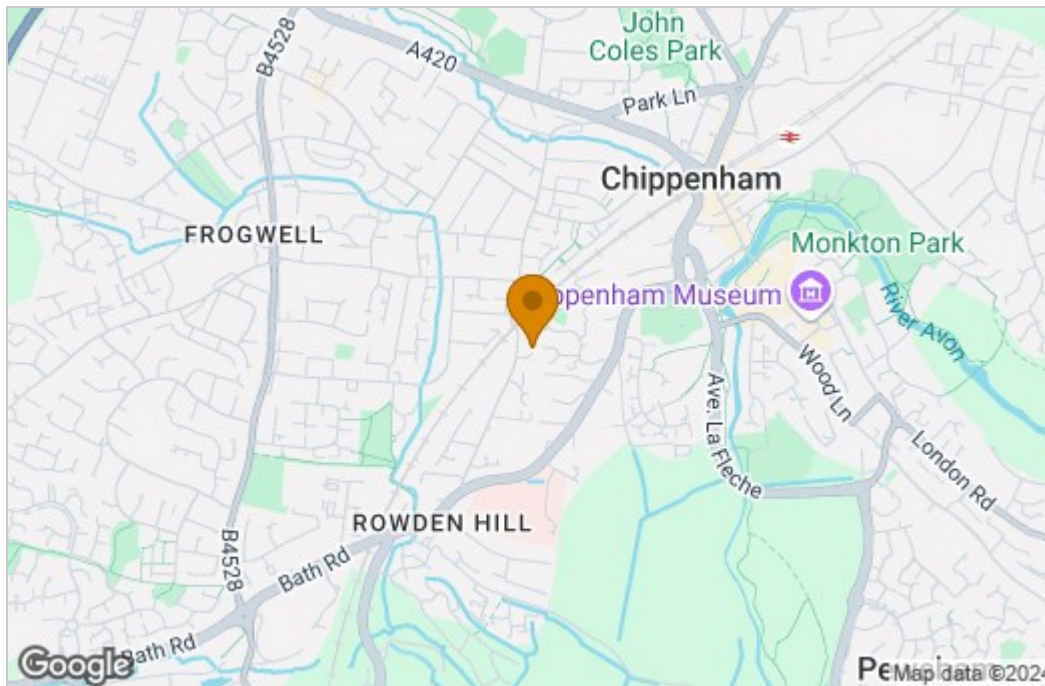 John
Coles Park
A420
B4528
Park Ln
Chippenham
FROGWELL
Monkton Park
ppenham Museum
River Avon
Wood Ln
Ave. La Fleche
London Rd
ROWDEN HILL
B4528
Bath Rd
Bath Rd
Google
Map data ©2024